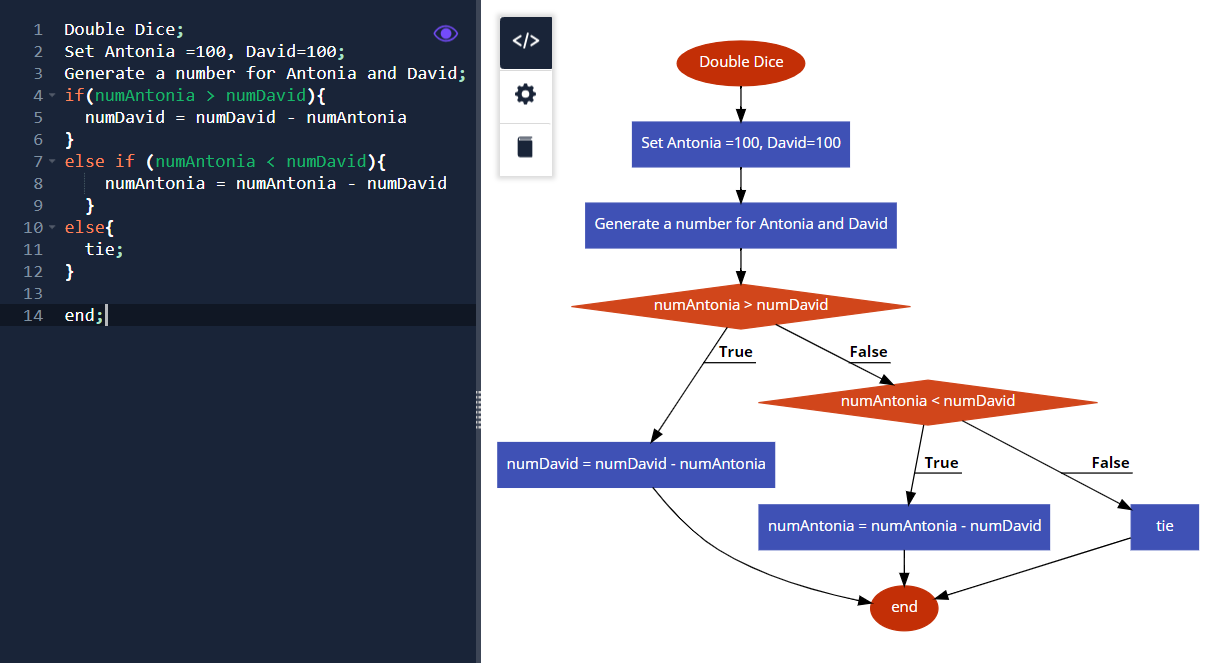 1 Double Dice;
2 Set Antonia =100, David=100;
3 Generate a number for Antonia and David;
4 if(numAntonia > numDavid){
5 numDavid = numDavid - numAntonia
6 }
7 else if (numAntonia < numDavid){
8 numAntonia = numAntonia - numDavid
9 }
10 else{
11 tie;
12 }
13
14 end;
</>
Double Dice
Set Antonia =100, David=100
Generate a number for Antonia and David
numAntonia > numDavid
True
False
numAntonia < numDavid
numDavid = numDavid - numAntonia
True
False
numAntonia = numAntonia - numDavid
tie
end